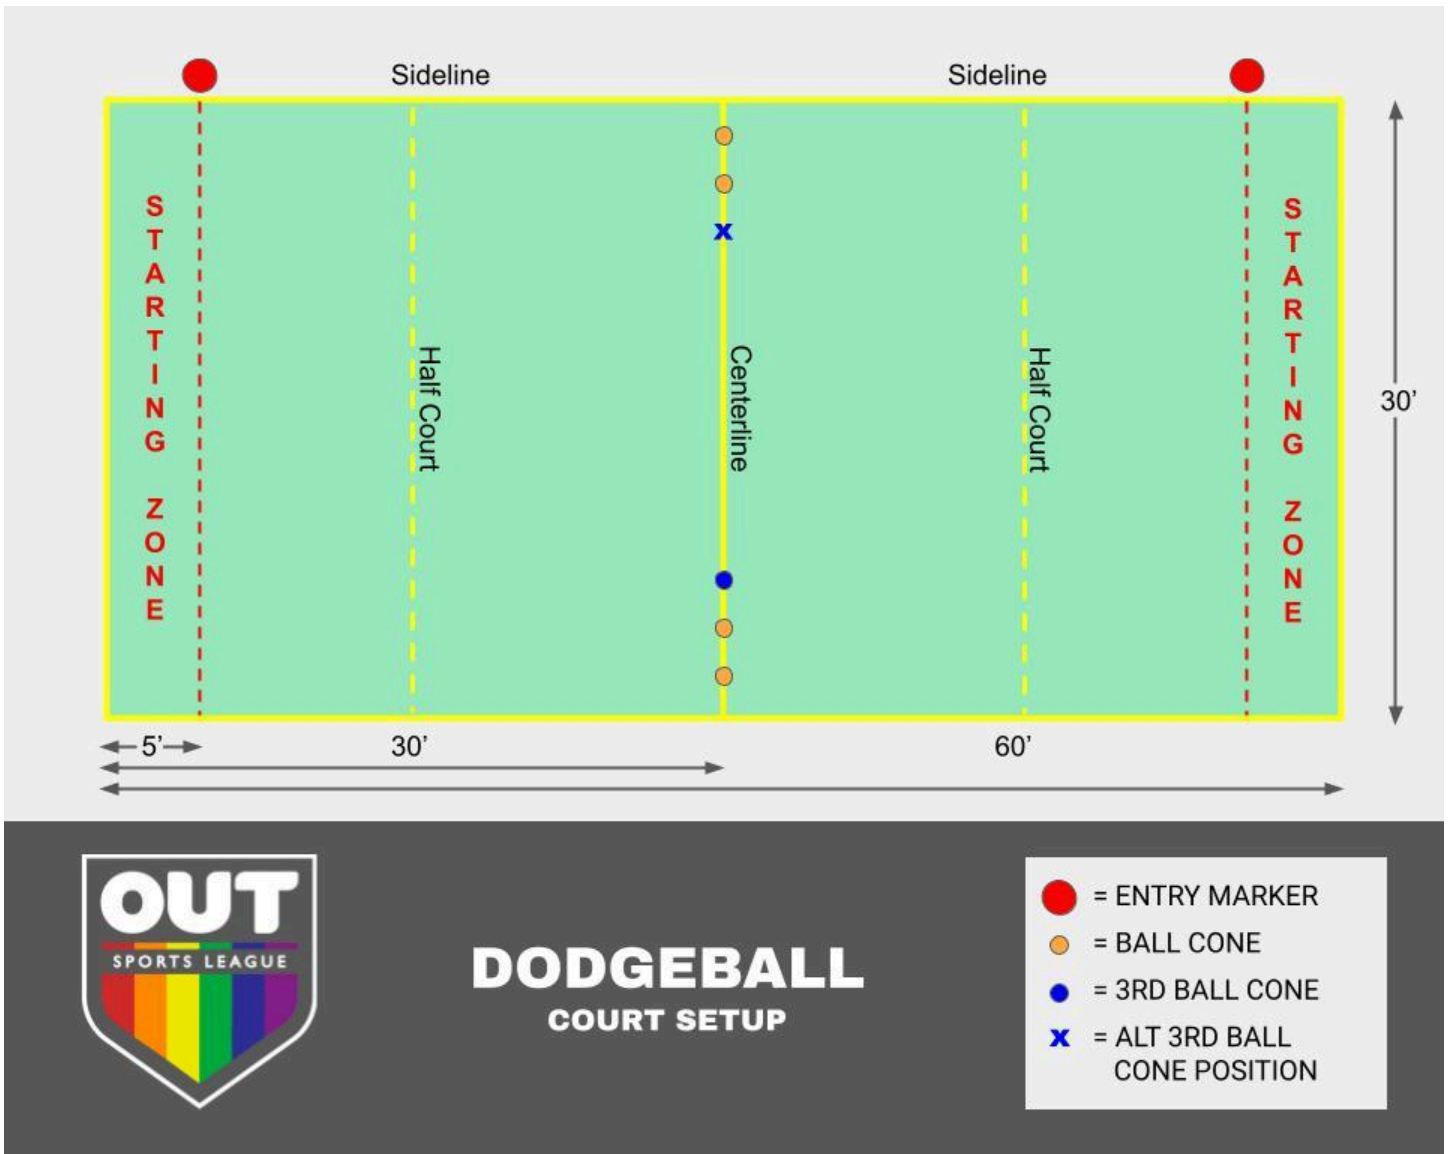 Sideline
Sideline
STARTING ZONE
Half Court
Centerline
Half Court
STARTING ZONE
30’
5’
30’
60’
OUT
SPORTS LEAGUE
DODGEBALL
COURT SETUP
= ENTRY MARKER
= BALL CONE
= 3RD BALL CONE
x = ALT 3RD BALL
CONE POSITION